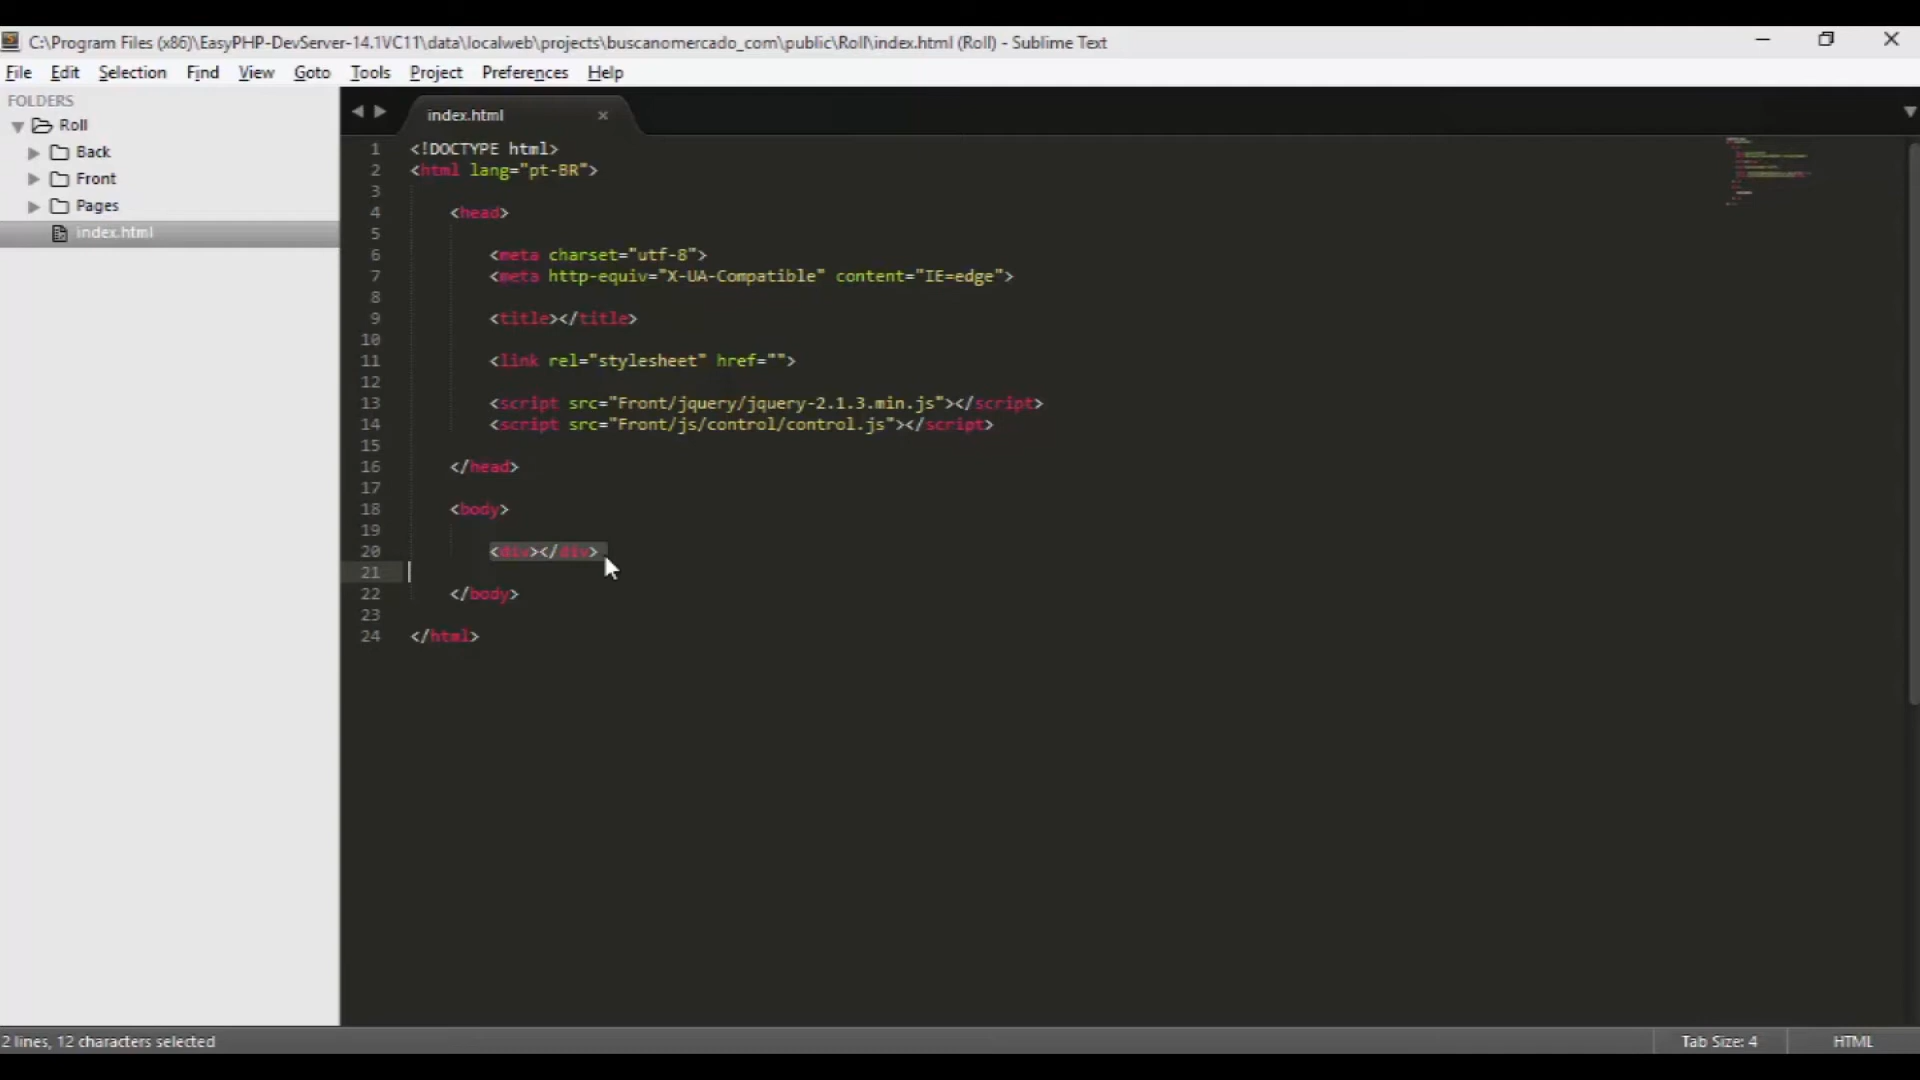 C:\Program Files (x86)\EasyPHP-DevServer-14.1VC11\data\localweb\projects\buscanomercado_com\public\Roll\index.html (Roll) - Sublime Text
File Edit Selection Find View Goto Tools Project Preferences Help
FOLDERS
Roll
Back
Front
Pages
index.html
index.html
1 <!DOCTYPE html>
2 <html lang="pt-BR">
3
4 <head>
5
6 <meta charset="utf-8">
7 <meta http-equiv="X-UA-Compatible" content="IE=edge">
8
9 <title></title>
10
11 <link rel="stylesheet" href="">
12
13 <script src="Front/jquery/jquery-2.1.3.min.js"></script>
14 <script src="Front/js/control/control.js"></script>
15
16 </head>
17
18 <body>
19
20 <div></div>
21
22 </body>
23
24 </html>
2 lines, 12 characters selected
Tab Size: 4
HTML